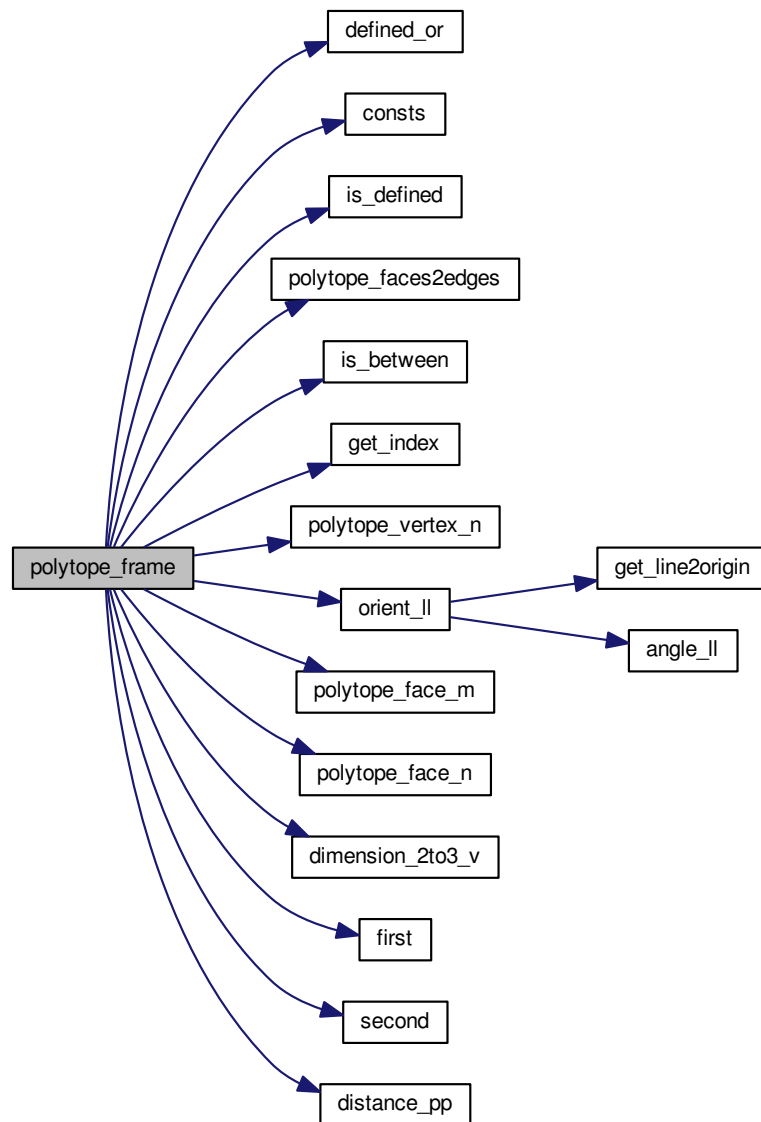 defined_or
consts
is_defined
polytope_faces2edges
is_between
get_index
polytope_vertex_n
get_line2origin
polytope_frame
orient_ll
angle_ll
polytope_face_m
polytope_face_n
dimension_2to3_v
first
second
distance_pp